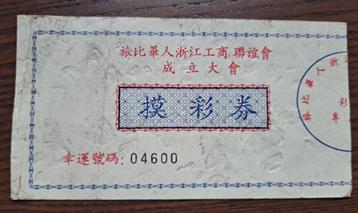 旅比華人浙江工商聯誼會
成立大會
摸彩券
幸運號碼: 04600